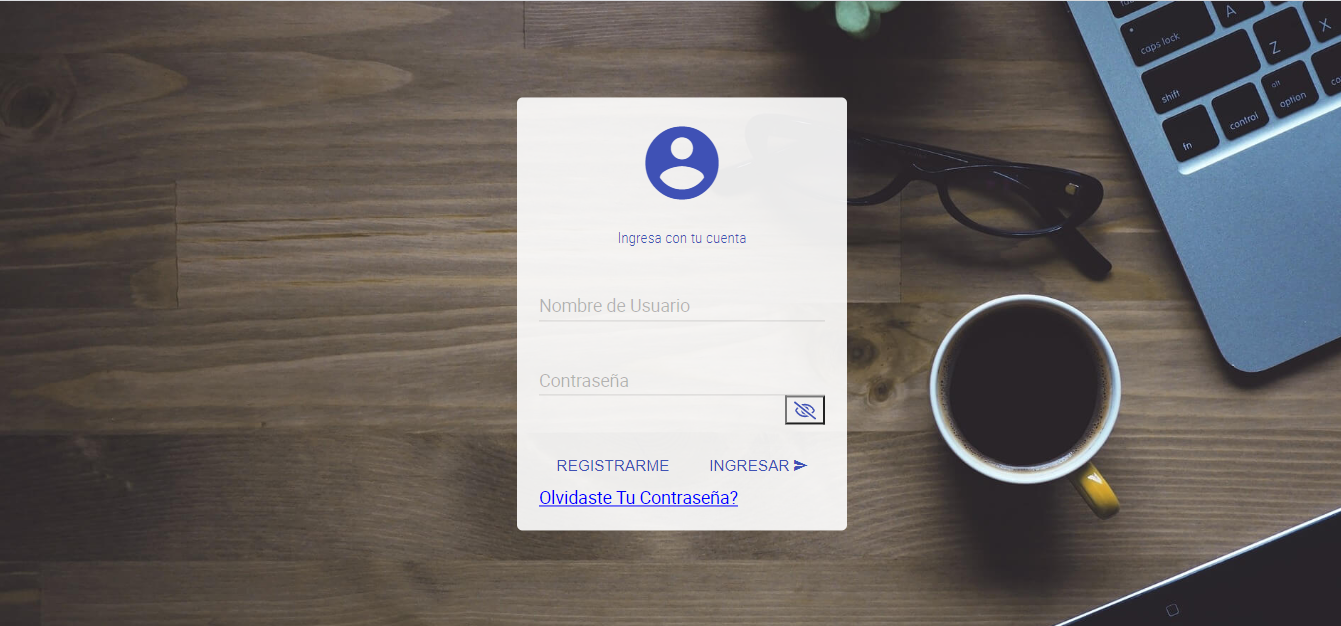 A
X
caps lock
Z
shift
alt
option
control
fn
Ingresa con tu cuenta
Nombre de Usuario
Contraseña
REGISTRARME INGRESAR
Olvidaste Tu Contraseña?